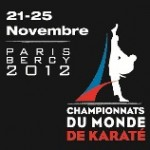 21-25
Novembre
PARIS
BERCY
2012
CHAMPIONNATS
DU MONDE
DE KARATÉ